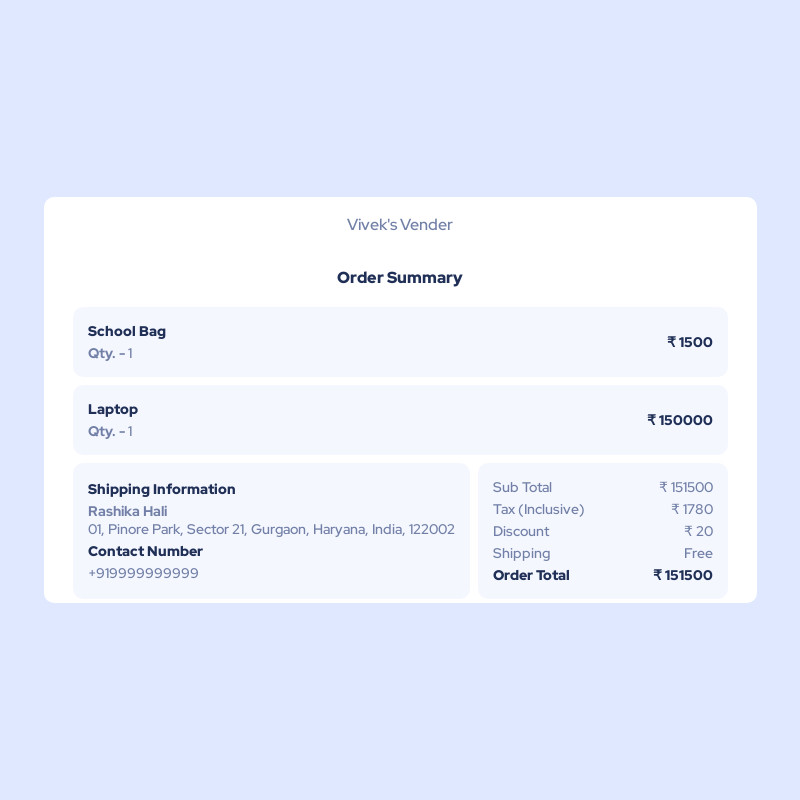 Vivek's Vender
Order Summary
School Bag
Qty. - 1
₹ 1500
Laptop
Qty. - 1
₹ 150000
Shipping Information
Rashika Hali
01, Pinore Park, Sector 21, Gurgaon, Haryana, India, 122002
Contact Number
+919999999999
Sub Total ₹ 151500
Tax (Inclusive) ₹ 1780
Discount ₹ 20
Shipping Free
Order Total ₹ 151500